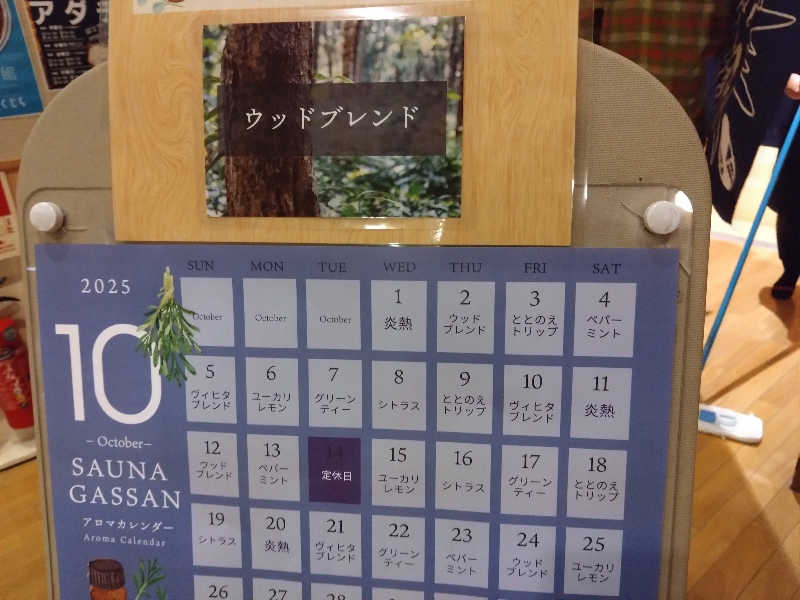 アダ
館
くじら
ウッドブレンド
2025
10
– October –
SAUNA
GASSAN
アロマカレンダー
Aroma Calendar
SUN MON TUE WED THU FRI SAT
October October October
1 炎熱
2 ウッド
ブレンド
3 ととのえ
トリップ
4 ペパー
ミント
5 ヴィヒタ
ブレンド
6 ユーカリ
レモン
7 グリーン
ティー
8 シトラス
9 ととのえ
トリップ
10 ヴィヒタ
ブレンド
11 炎熱
12 ウッド
ブレンド
13 ペパー
ミント
14 定休日
15 ユーカリ
レモン
16 シトラス
17 グリーン
ティー
18 ととのえ
トリップ
19 シトラス
20 炎熱
21 ヴィヒタ
ブレンド
22 グリーン
ティー
23 ペパー
ミント
24 ウッド
ブレンド
25 ユーカリ
レモン
26 27 28